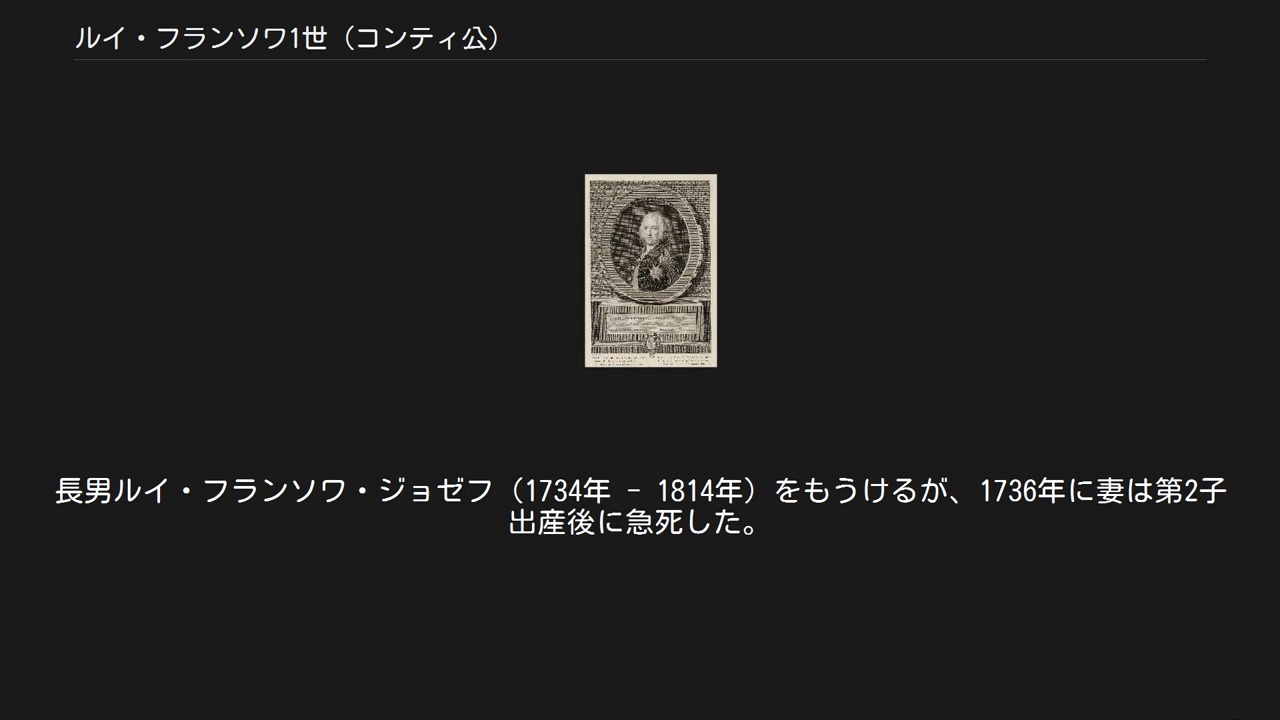 ルイ・フランソワ1世（コンティ公）
長男ルイ・フランソワ・ジョゼフ（1734年 - 1814年）をもうけるが、1736年に妻は第2子
出産後に急死した。